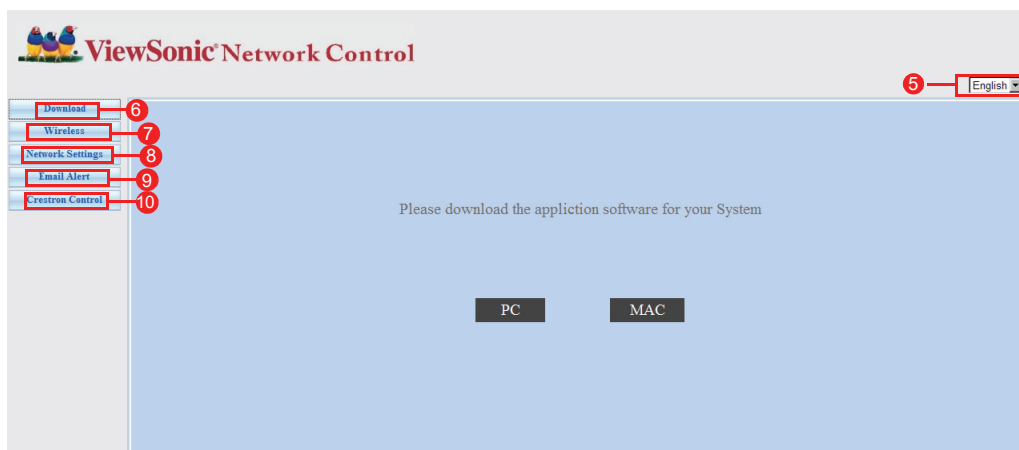 ViewSonic® Network Control
5 English
Download 6
Wireless 7
Network Settings 8
Email Alert 9
Crestron Control 10
Please download the appliction software for your System
PC MAC